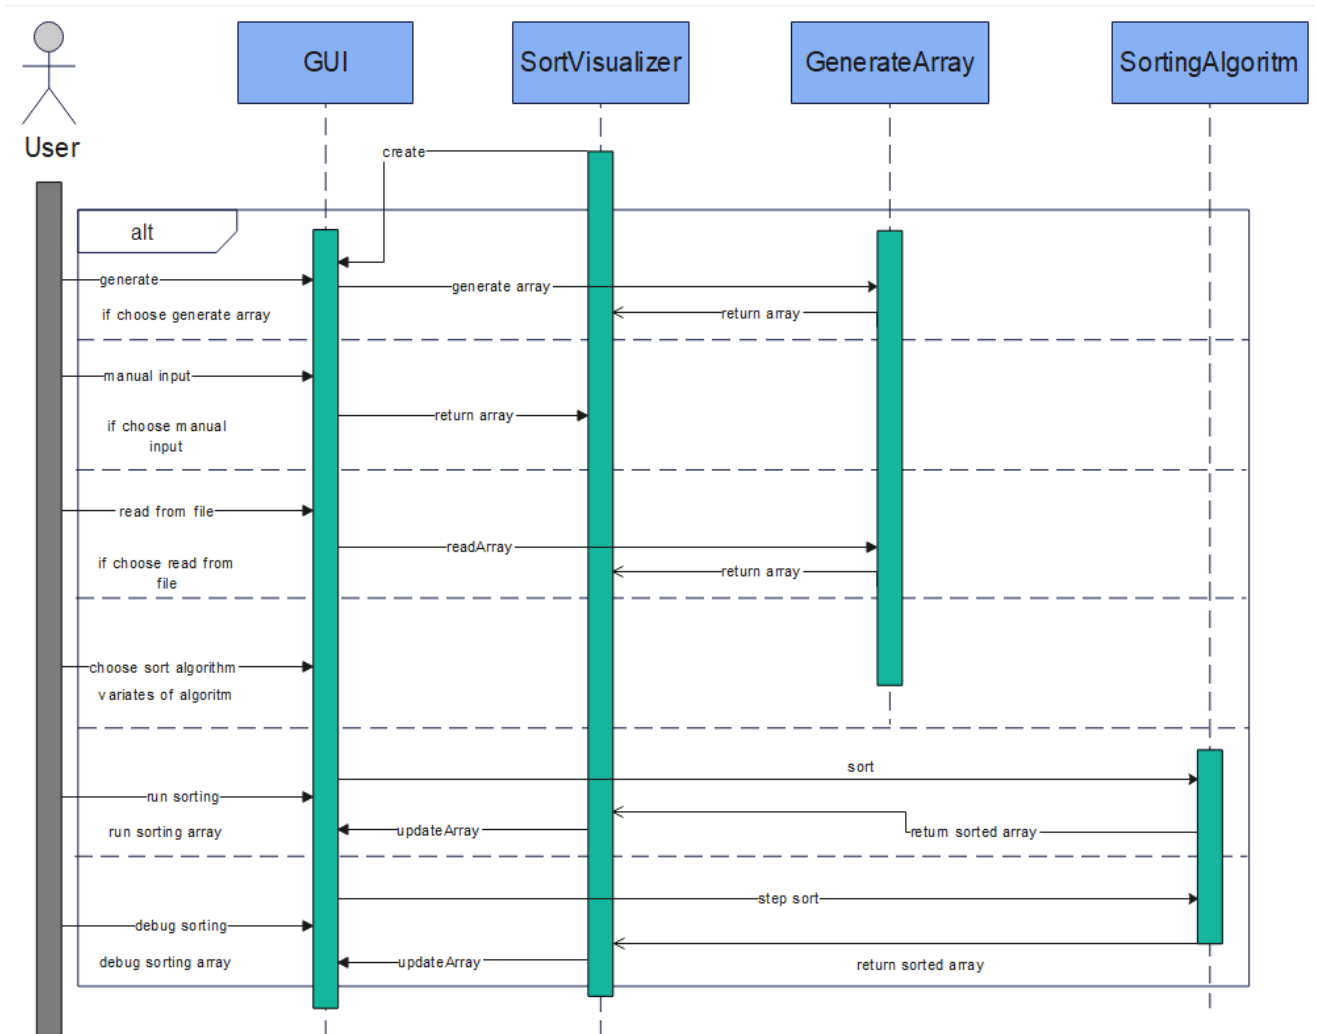 GUI
SortVisualizer
GenerateArray
SortingAlgoritm
User
create
alt
generate
generate array
if choose generate array
return array
manual input
return array
if choose manual
input
read from file
readArray
if choose read from
file
return array
choose sort algorithm
variates of algoritm
sort
run sorting
run sorting array
updateArray
return sorted array
step sort
debug sorting
debug sorting array
updateArray
return sorted array